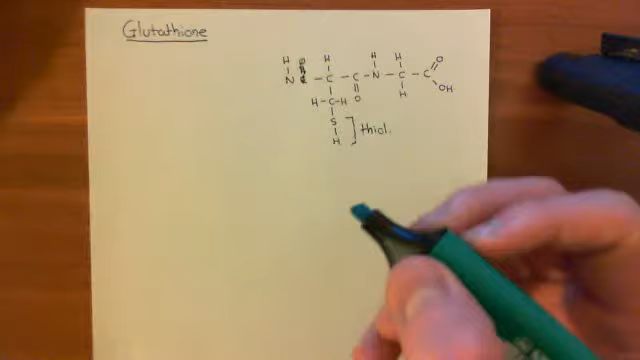 Glutathione
H H H H O
N C C N C C OH
H C H O H
S
H
thiol.